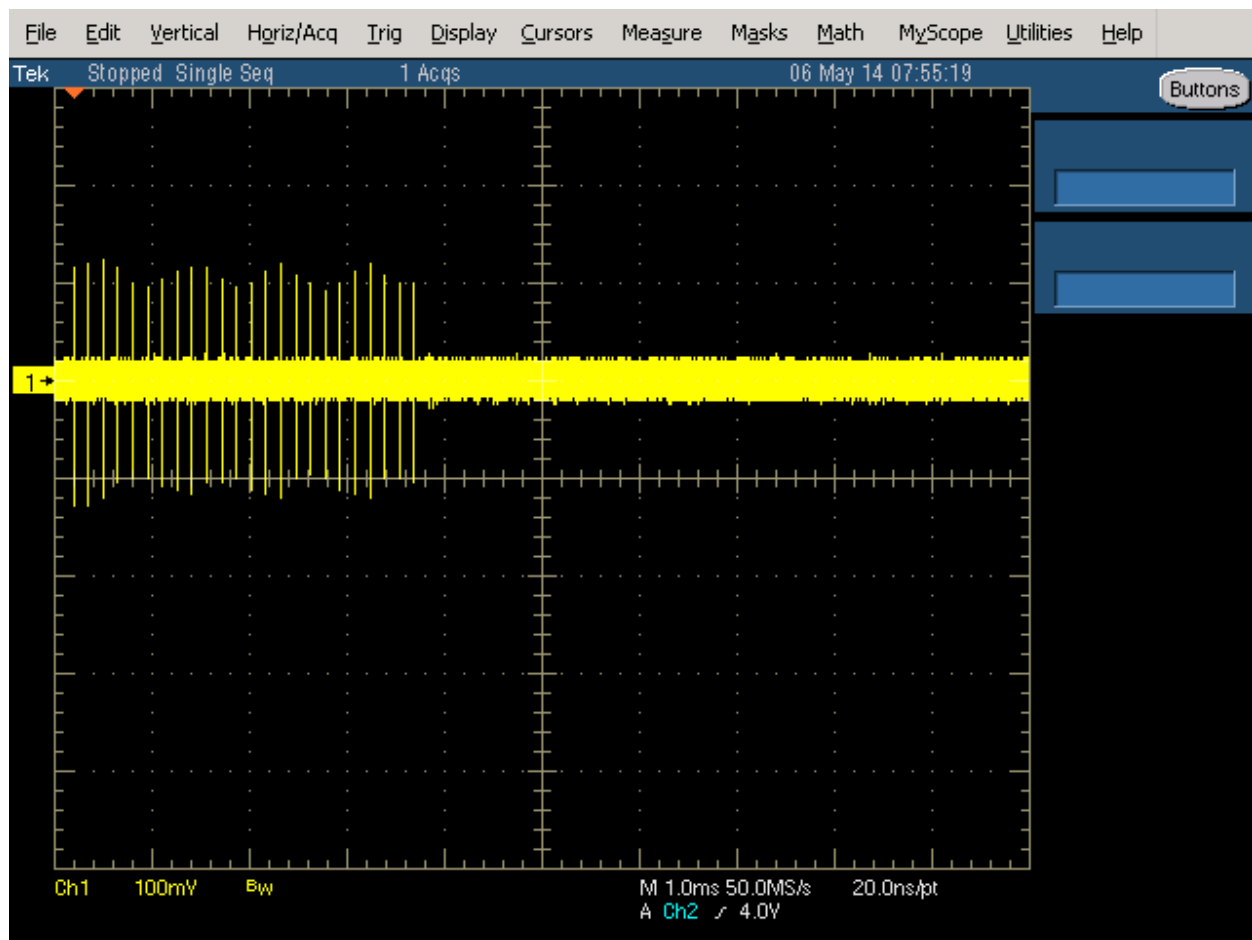 File Edit Vertical Horiz/Acq Trig Display Cursors Measure Masks Math MyScope Utilities Help
Tek Stopped Single Seq 1 Acqs 06 May 14 07:55:19
Buttons
1
Ch1 100mV BW M 1.0ms 50.0MS/s 20.0ns/pt
A Ch2 4.0V